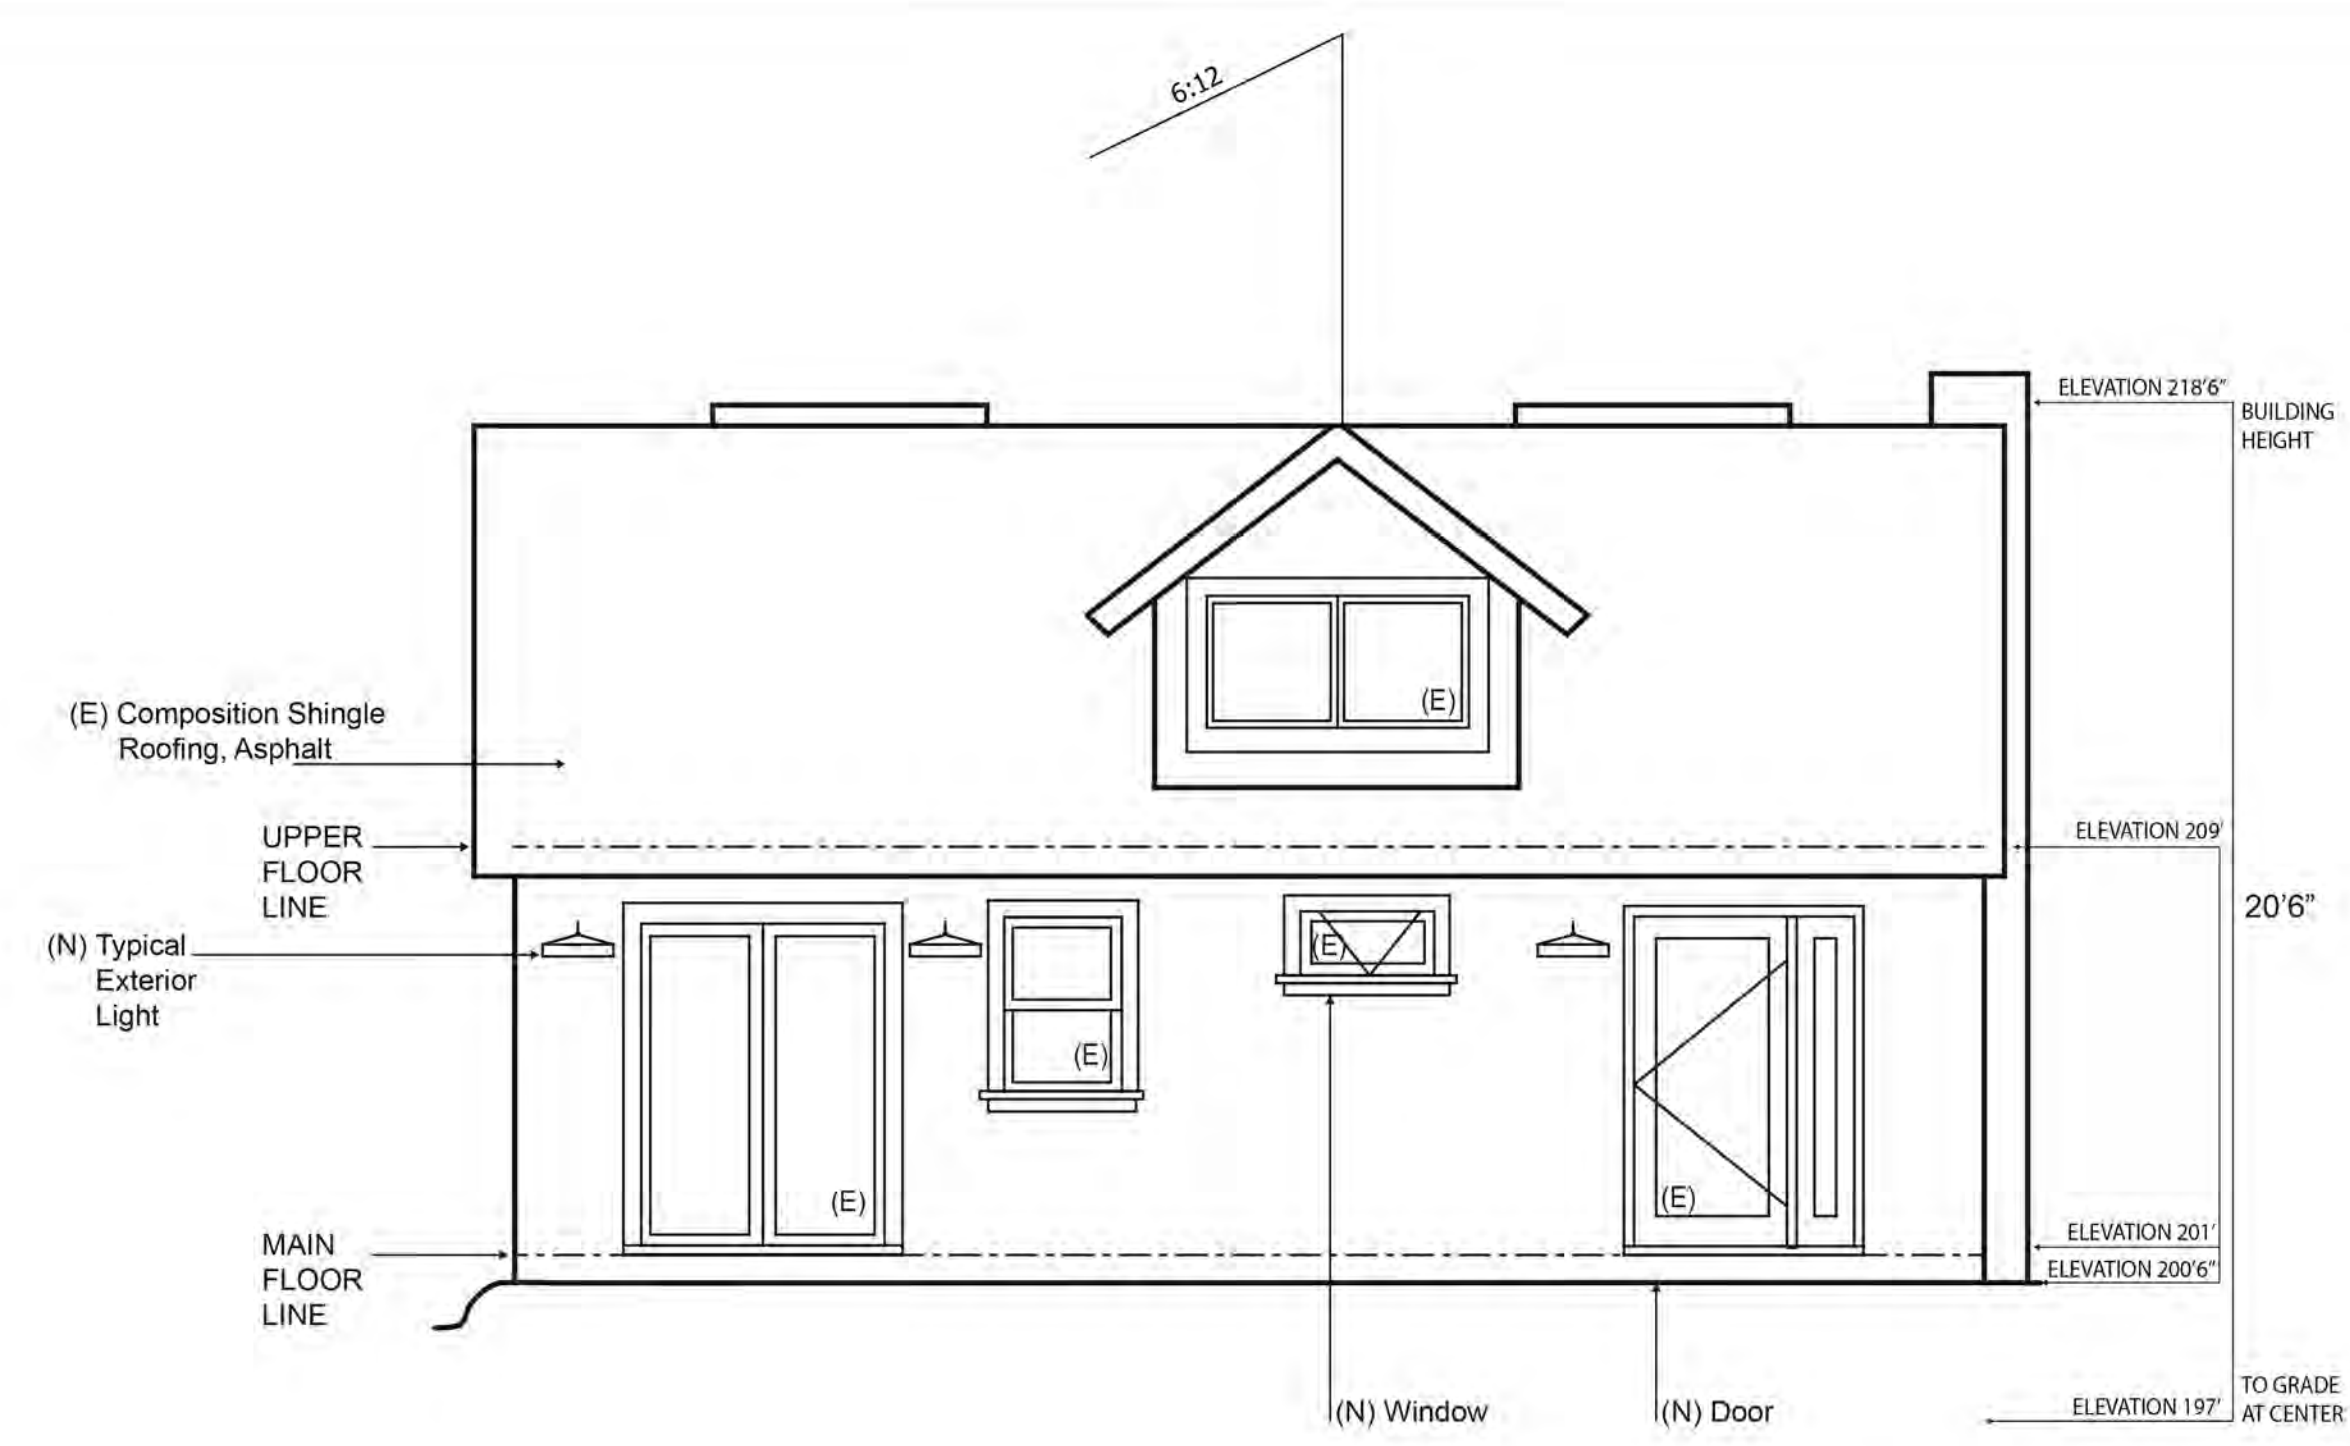 6:12
ELEVATION 218'6"
BUILDING
HEIGHT
(E)
(E) Composition Shingle
Roofing, Asphalt
UPPER
FLOOR
LINE
ELEVATION 209'
20'6"
(N) Typical
Exterior
Light
(E)
(E)
(E)
(E)
MAIN
FLOOR
LINE
ELEVATION 201'
ELEVATION 200'6"
(N) Window
(N) Door
ELEVATION 197'
TO GRADE
AT CENTER